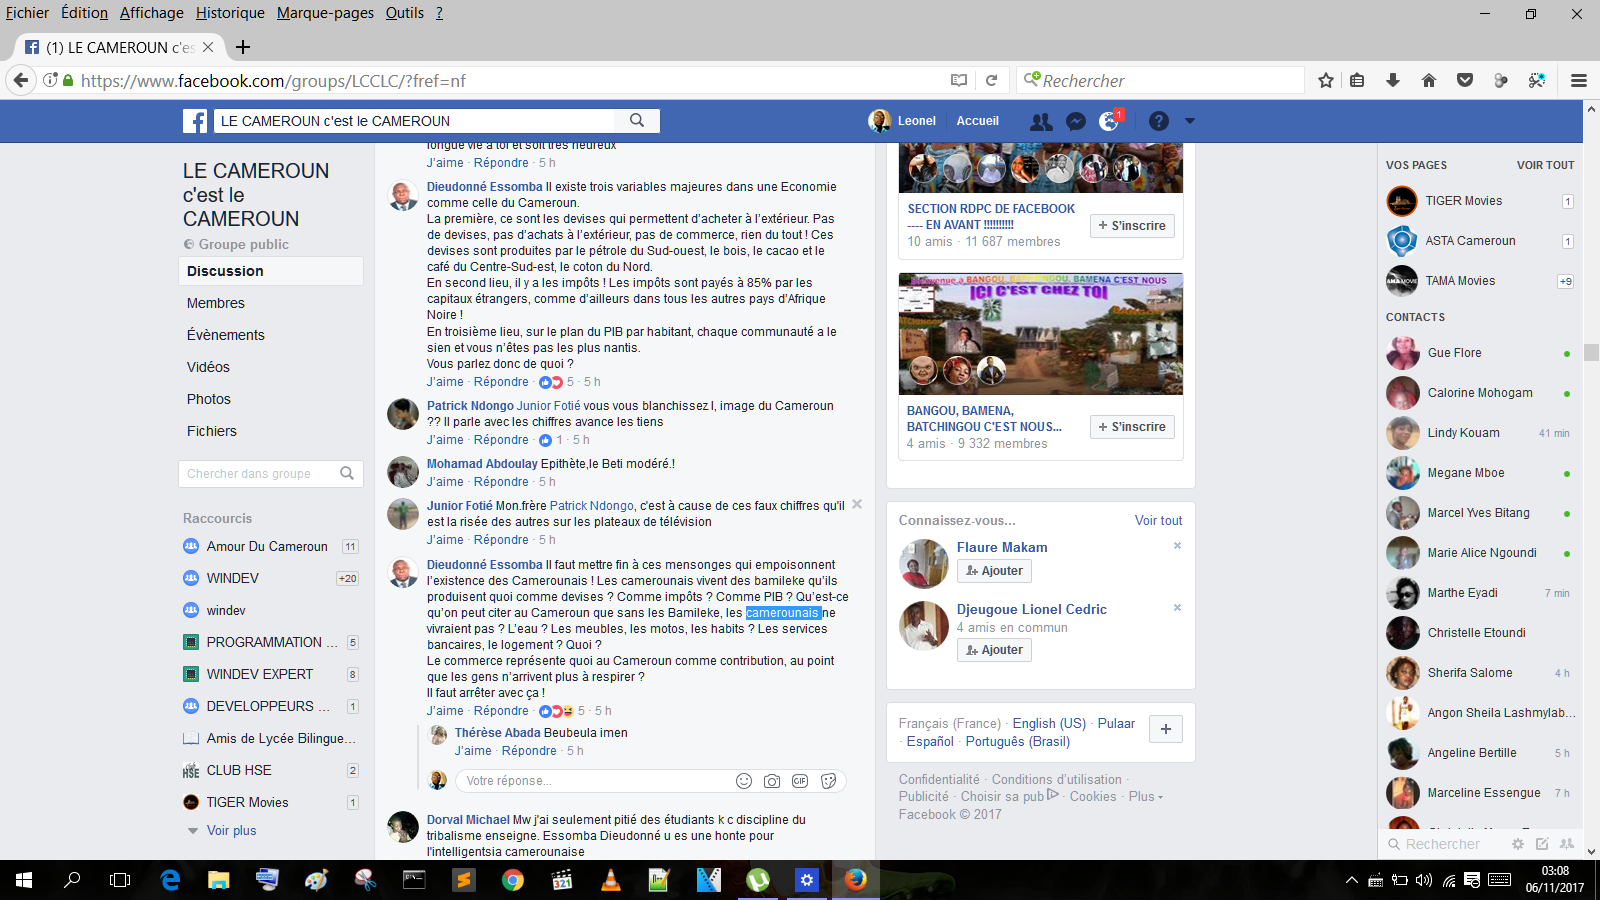 Fichier Édition Affichage Historique Marque-pages Outils ?
(1) LE CAMEROUN c'es
https://www.facebook.com/groups/LCCLC/?fref=nf
Rechercher
LE CAMEROUN c'est le CAMEROUN
Leonel Accueil
1
LE CAMEROUN
c'est le
CAMEROUN
Groupe public
Discussion
Membres
Évènements
Vidéos
Photos
Fichiers
Chercher dans groupe
Raccourcis
Amour Du Cameroun 11
WINDEV +20
windev
PROGRAMMATION ... 5
WINDEV EXPERT 8
DEVELOPPEURS ... 1
Amis de Lycée Bilingue...
CLUB HSE 2
TIGER Movies 1
Voir plus
longue vie à toi et soit très heureux
J'aime · Répondre · 5 h
Dieudonné Essomba Il existe trois variables majeures dans une Economie
comme celle du Cameroun.
La première, ce sont les devises qui permettent d'acheter à l'extérieur. Pas
de devises, pas d'achats à l'extérieur, pas de commerce, rien du tout ! Ces
devises sont produites par le pétrole du Sud-ouest, le bois, le cacao et le
café du Centre-Sud-est, le coton du Nord.
En second lieu, il y a les impôts ! Les impôts sont payés à 85% par les
capitaux étrangers, comme d'ailleurs dans tous les autres pays d'Afrique
Noire !
En troisième lieu, sur le plan du PIB par habitant, chaque communauté a le
sien et vous n'êtes pas les plus nantis.
Vous parlez donc de quoi ?
J'aime · Répondre · 5 · 5 h
Patrick Ndongo Junior Fotié vous vous blanchissez l, image du Cameroun
?? Il parle avec les chiffres avance les tiens
J'aime · Répondre · 1 · 5 h
Mohamad Abdoulay Epithète,le Beti modéré.!
J'aime · Répondre · 5 h
Junior Fotié Mon.frère Patrick Ndongo, c'est à cause de ces faux chiffres qu'il
est la risée des autres sur les plateaux de télévision
J'aime · Répondre · 5 h
Dieudonné Essomba Il faut mettre fin à ces mensonges qui empoisonnent
l'existence des Camerounais ! Les camerounais vivent des bamileke qu'ils
produisent quoi comme devises ? Comme impôts ? Comme PIB ? Qu'est-ce
qu'on peut citer au Cameroun que sans les Bamileke, les camerounais ne
vivraient pas ? L'eau ? Les meubles, les motos, les habits ? Les services
bancaires, le logement ? Quoi ?
Le commerce représente quoi au Cameroun comme contribution, au point
que les gens n'arrivent plus à respirer ?
Il faut arrêter avec ça !
J'aime · Répondre · 5 · 5 h
Thérèse Abada Beubeula imen
J'aime · Répondre · 5 h
Votre réponse...
GIF
Dorval Michael Mw j'ai seulement pitié des étudiants k c discipline du
tribalisme enseigne. Essomba Dieudonné u es une honte pour
l'intelligentsia camerounaise
SECTION RDPC DE FACEBOOK
---- EN AVANT !!!!!!!!!!
10 amis · 11 687 membres
+ S'inscrire
ICI C'EST CHEZ TOI
BANGOU, BAMENA,
BATCHINGOU C'EST NOUS...
4 amis · 9 332 membres
+ S'inscrire
Connaissez-vous... Voir tout
Flaure Makam
Ajouter
Djeugoue Lionel Cedric
4 amis en commun
Ajouter
Français (France) · English (US) · Pulaar
· Español · Português (Brasil)
Confidentialité · Conditions d'utilisation ·
Publicité · Choisir sa pub · Cookies · Plus
Facebook © 2017
VOS PAGES VOIR TOUT
TIGER Movies 1
ASTA Cameroun 1
TAMA Movies +9
CONTACTS
Gue Flore
Calorine Mohogam
Lindy Kouam 41 min
Megane Mboe
Marcel Yves Bitang
Marie Alice Ngoundi
Marthe Eyadi 7 min
Christelle Etoundi
Sherifa Salome 4 h
Angon Sheila Lashmylab...
Angeline Bertille 5 h
Marceline Essengue 7 h
Rechercher
03:08
06/11/2017